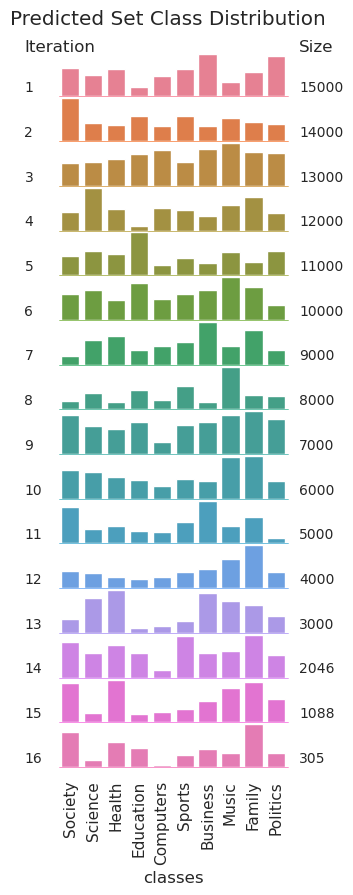 Predicted Set Class Distribution
Iteration Size
1 15000
2 14000
3 13000
4 12000
5 11000
6 10000
7 9000
8 8000
9 7000
10 6000
11 5000
12 4000
13 3000
14 2046
15 1088
16 305
Society
Science
Health
Education
Computers
Sports
Business
Music
Family
Politics
classes